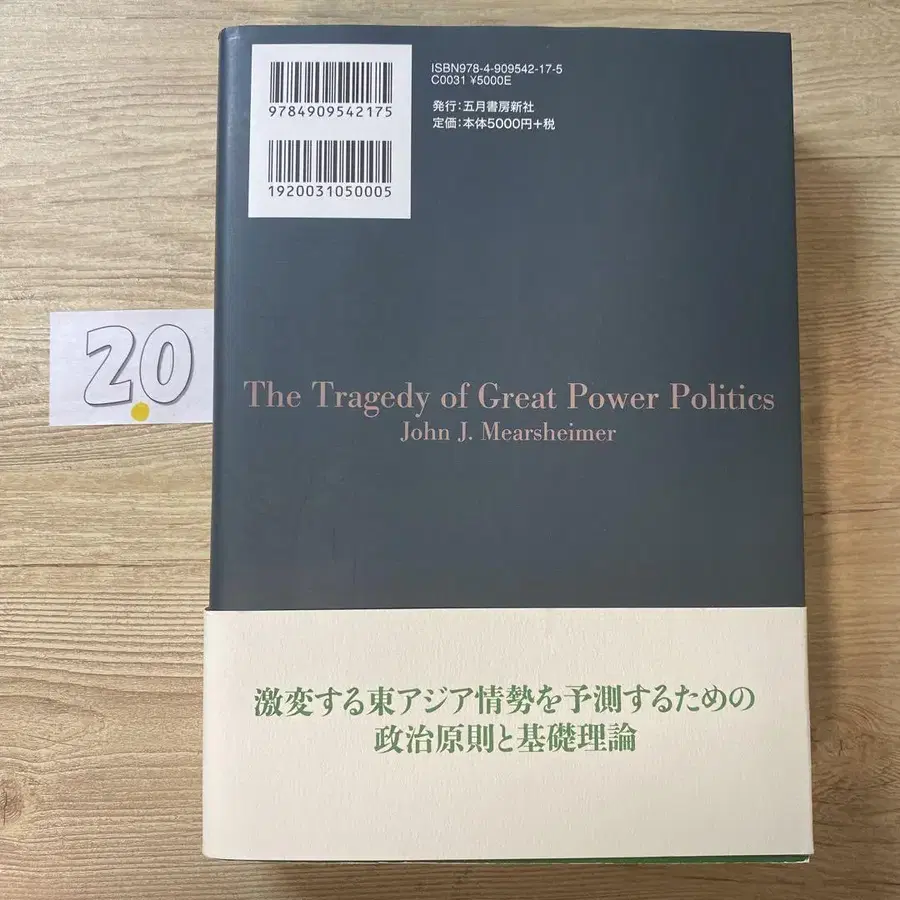 ISBN978-4-909542-17-5
C0031 ¥5000E
発行：五月書房新社
定価：本体5000円+税
9784909542175
1920031050005
20
The Tragedy of Great Power Politics
John J. Mearsheimer
激変する東アジア情勢を予測するための
政治原則と基礎理論